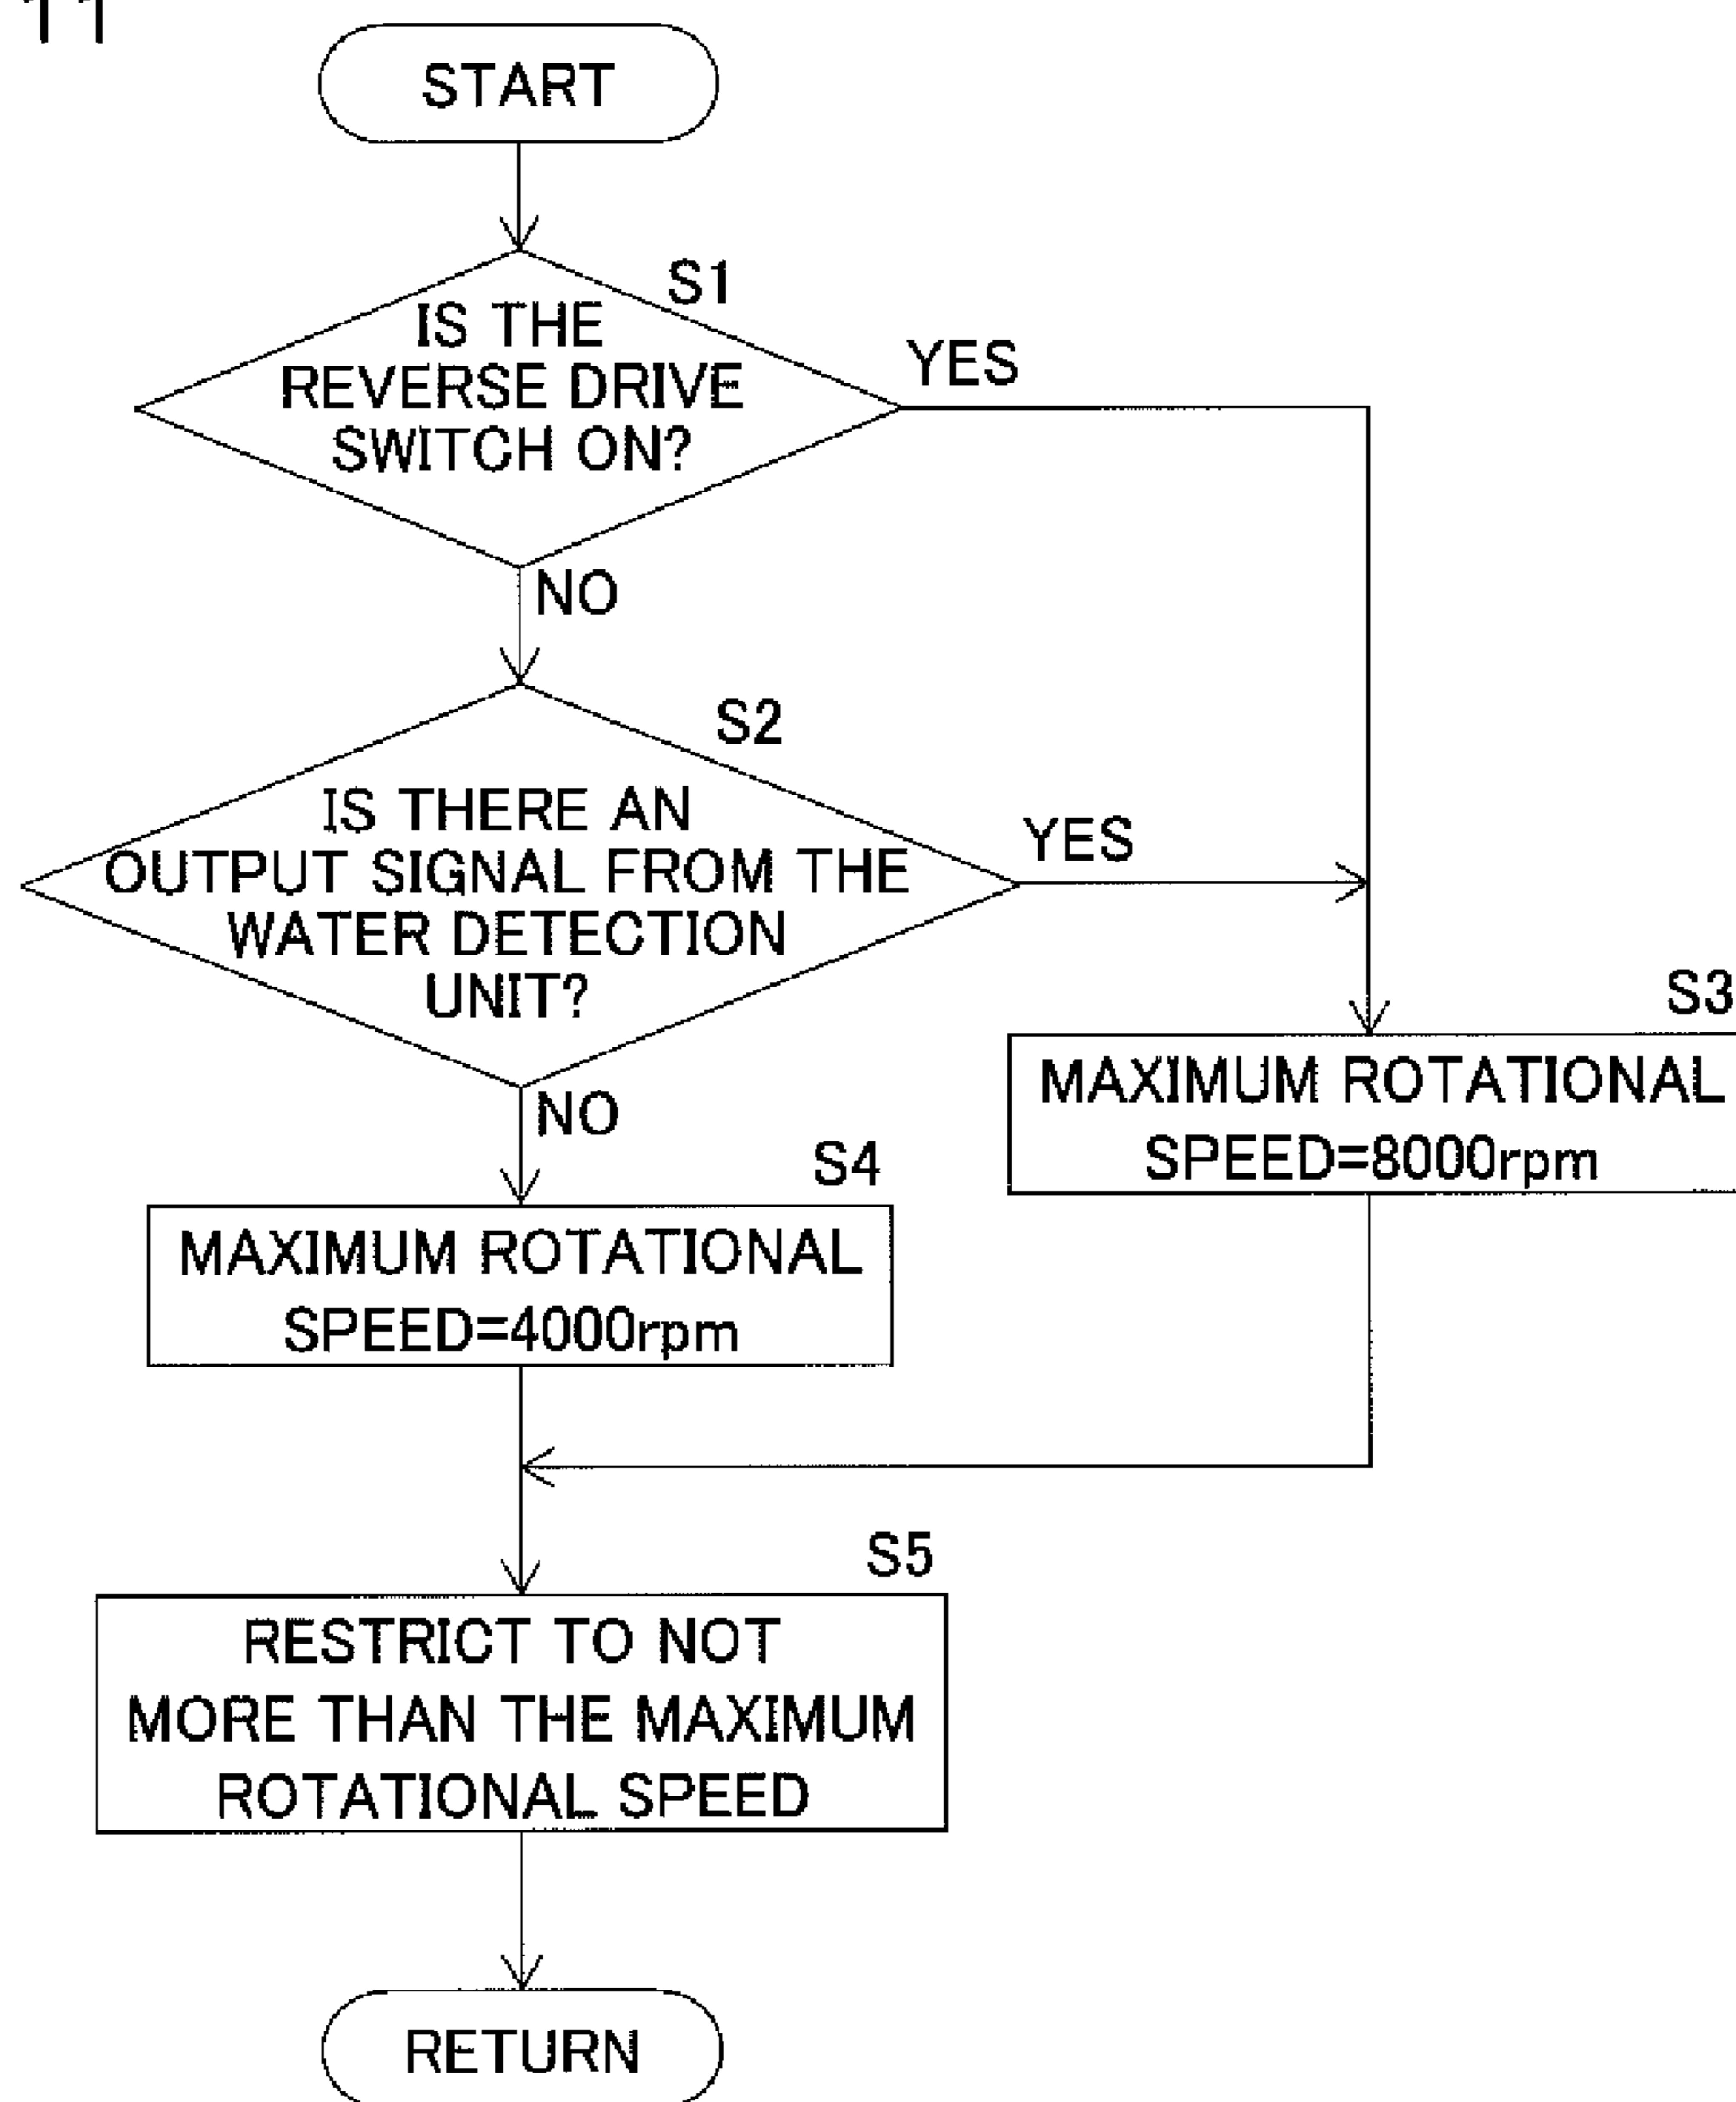 11
START
S1
IS THE
REVERSE DRIVE
SWITCH ON?
YES
NO
S2
IS THERE AN
OUTPUT SIGNAL FROM THE
WATER DETECTION
UNIT?
YES
NO
S3
MAXIMUM ROTATIONAL
SPEED=8000rpm
S4
MAXIMUM ROTATIONAL
SPEED=4000rpm
S5
RESTRICT TO NOT
MORE THAN THE MAXIMUM
ROTATIONAL SPEED
RETURN